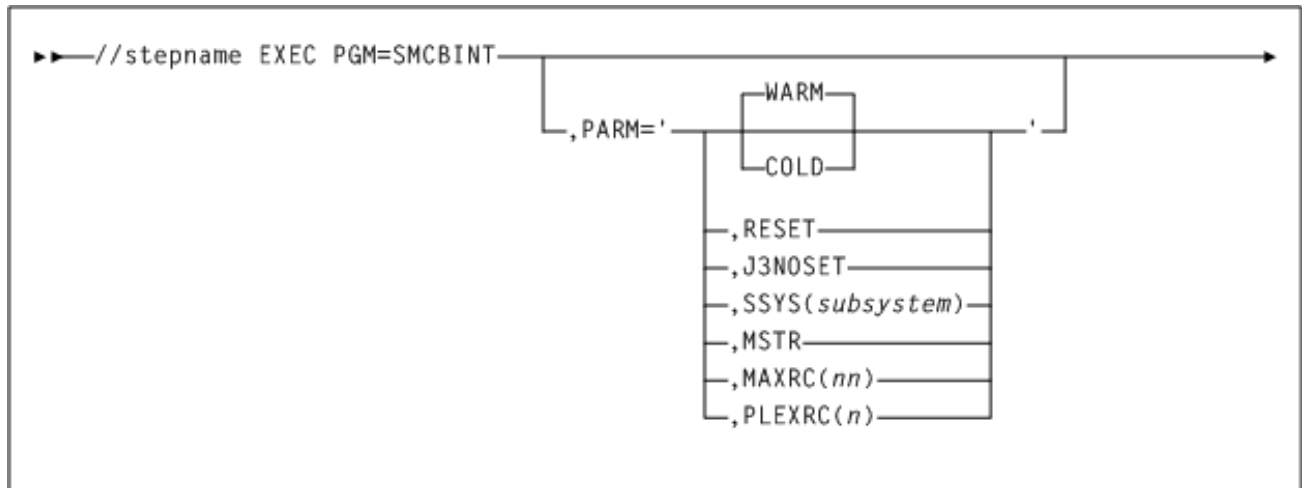 //stepname EXEC PGM=SMCBINT
WARM
,PARM=' '
COLD
,RESET
,J3NOSET
,SSYS(subsystem)
,MSTR
,MAXRC(nn)
,PLEXRC(n)